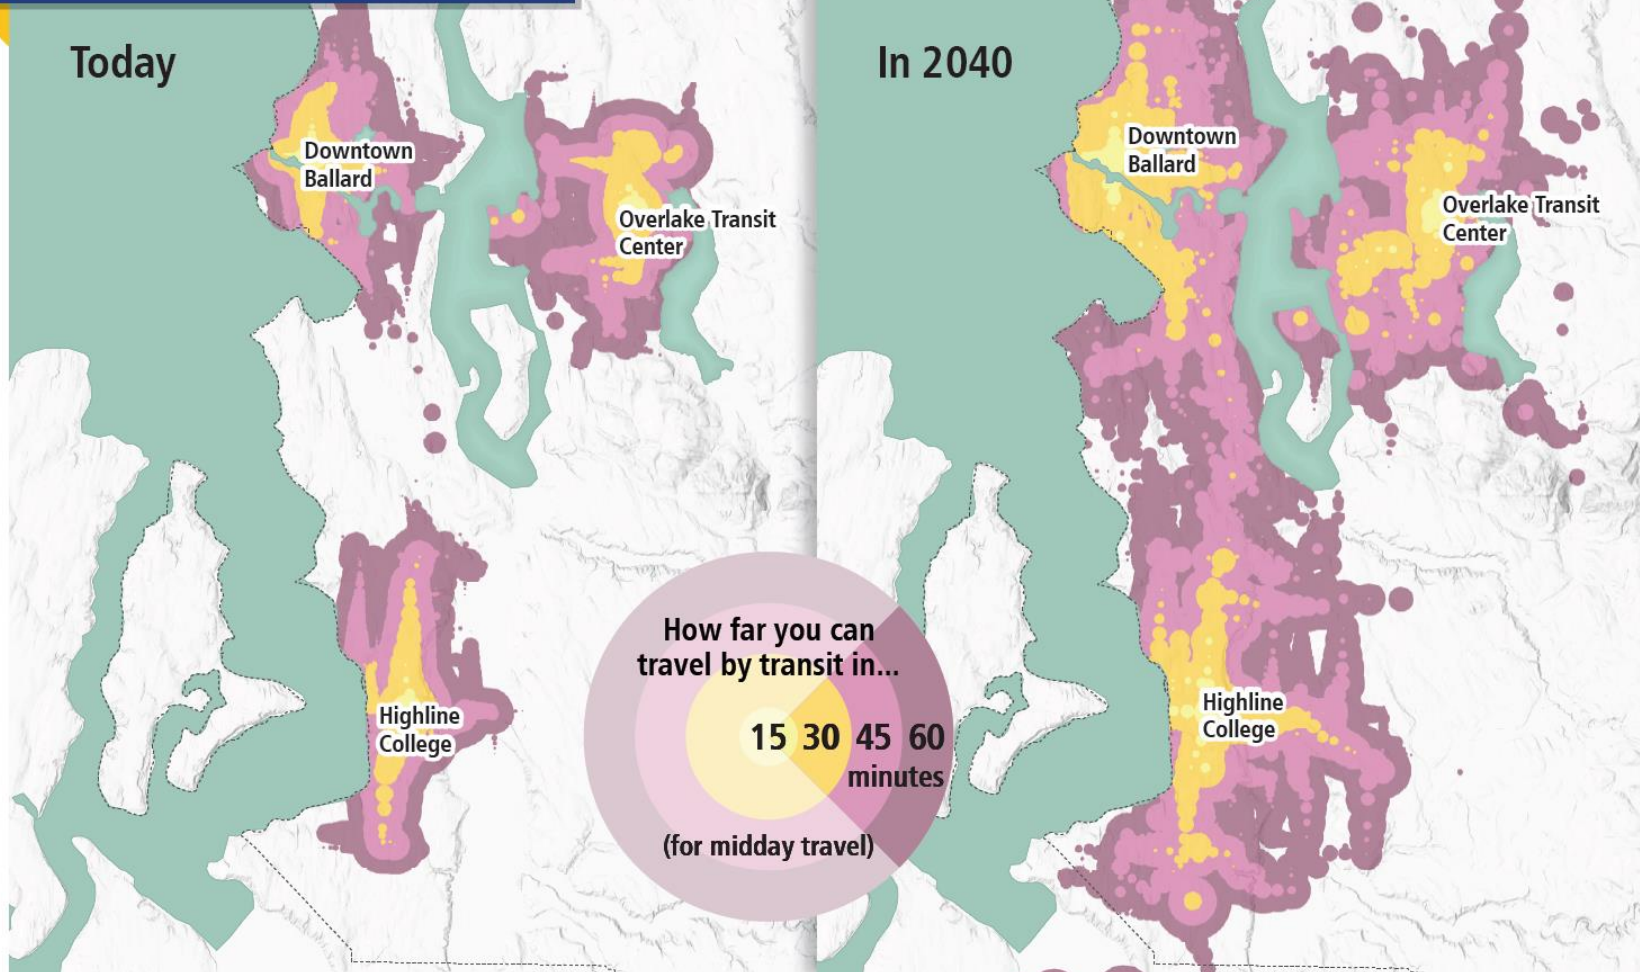 Today
Downtown
Ballard
Overlake Transit
Center
Highline
College
In 2040
Downtown
Ballard
Overlake Transit
Center
Highline
College
How far you can
travel by transit in...
15 30 45 60
minutes
(for midday travel)